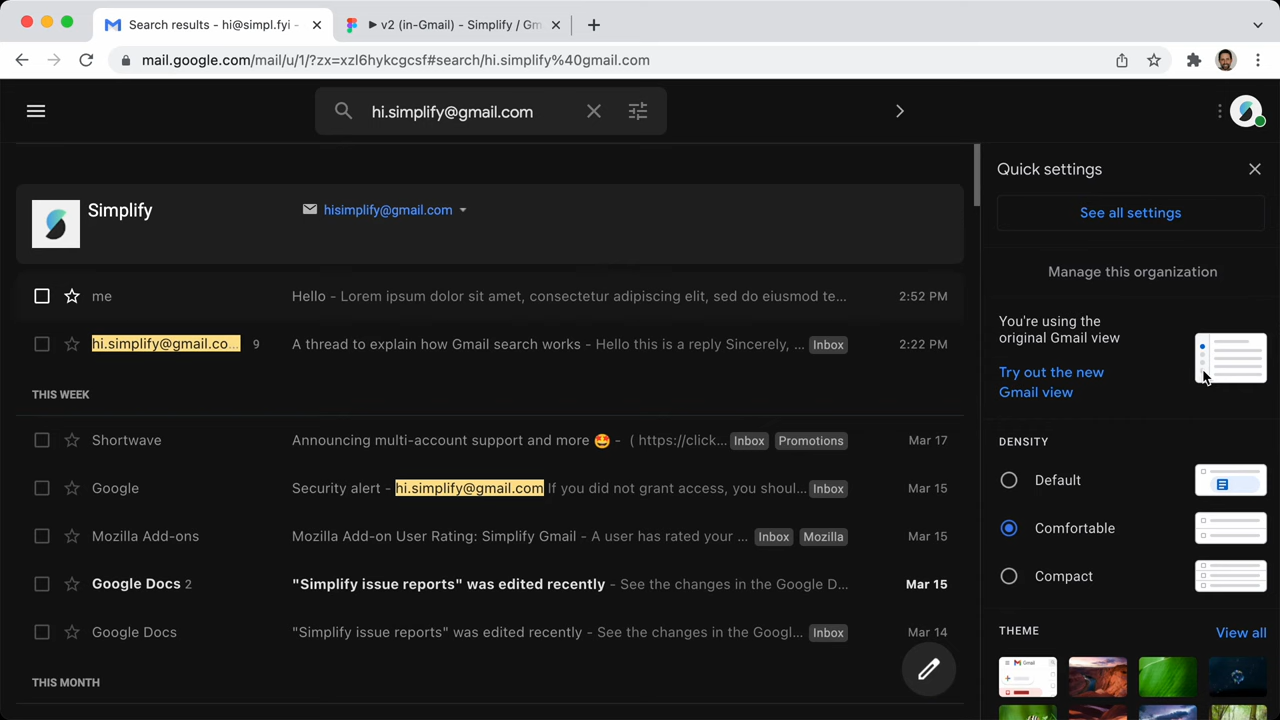 Search results - hi@simpl.fyi -
▶ v2 (in-Gmail) - Simplify / Gm
mail.google.com/mail/u/1/?zx=xzl6hykcgcsf#search/hi.simplify%40gmail.com
hi.simplify@gmail.com
Quick settings
See all settings
Simplify
hisimplify@gmail.com
Manage this organization
me
Hello - Lorem ipsum dolor sit amet, consectetur adipiscing elit, sed do eiusmod te...
2:52 PM
You're using the
original Gmail view
Try out the new
Gmail view
hi.simplify@gmail.co...
9
A thread to explain how Gmail search works - Hello this is a reply Sincerely, ...
Inbox
2:22 PM
THIS WEEK
DENSITY
Shortwave
Announcing multi-account support and more 🤩 - ( https://click...
Inbox
Promotions
Mar 17
Default
Google
Security alert - hi.simplify@gmail.com If you did not grant access, you shoul...
Inbox
Mar 15
Comfortable
Mozilla Add-ons
Mozilla Add-on User Rating: Simplify Gmail - A user has rated your ...
Inbox
Mozilla
Mar 15
Compact
Google Docs 2
"Simplify issue reports" was edited recently - See the changes in the Google D...
Mar 15
THEME
View all
Google Docs
"Simplify issue reports" was edited recently - See the changes in the Googl...
Inbox
Mar 14
Gmail
THIS MONTH